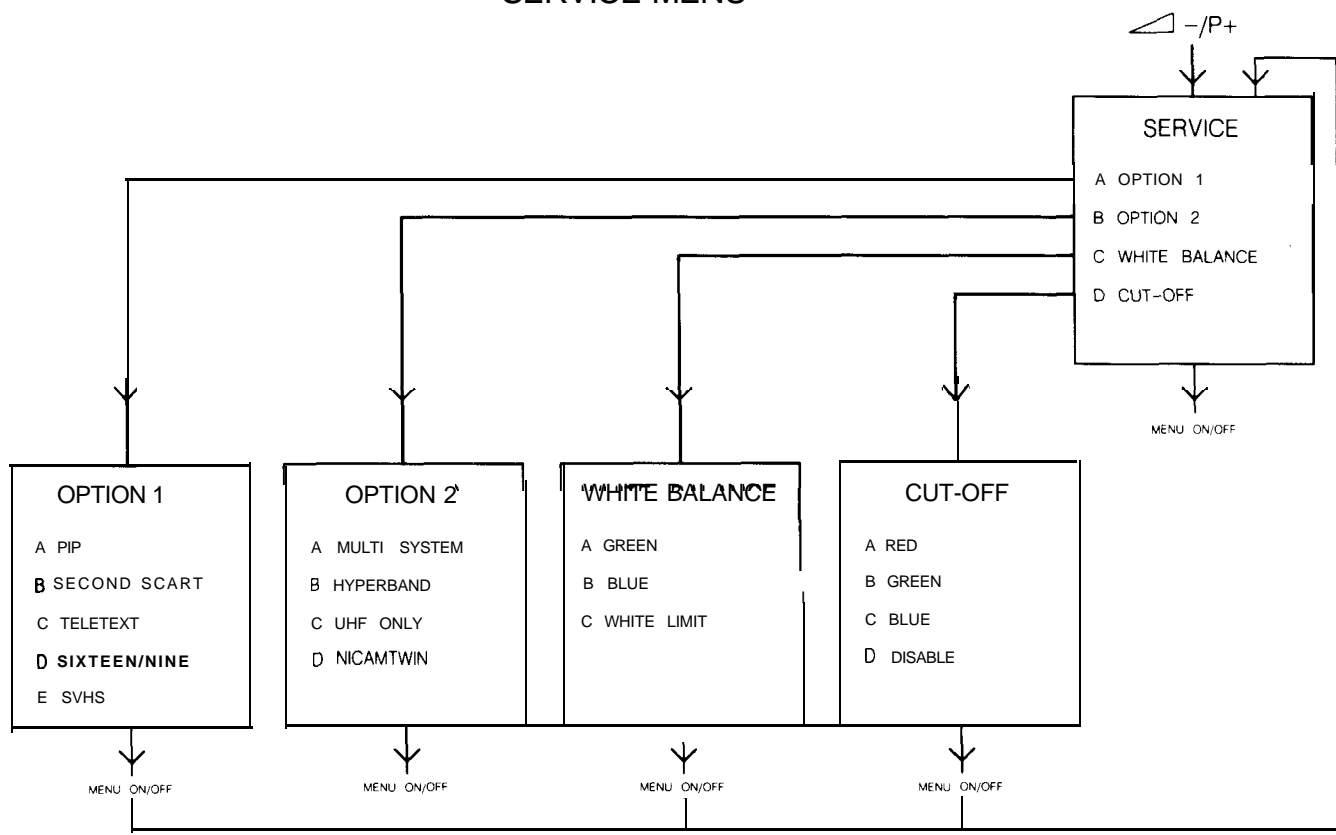 SERVICE MENU
−/P+
SERVICE
A OPTION 1
B OPTION 2
C WHITE BALANCE
D CUT-OFF
MENU ON/OFF
OPTION 1
A PIP
B SECOND SCART
C TELETEXT
D SIXTEEN/NINE
E SVHS
MENU ON/OFF
OPTION 2
A MULTI SYSTEM
B HYPERBAND
C UHF ONLY
D NICAMTWIN
MENU ON/OFF
WHITE BALANCE
A GREEN
B BLUE
C WHITE LIMIT
MENU ON/OFF
CUT-OFF
A RED
B GREEN
C BLUE
D DISABLE
MENU ON/OFF